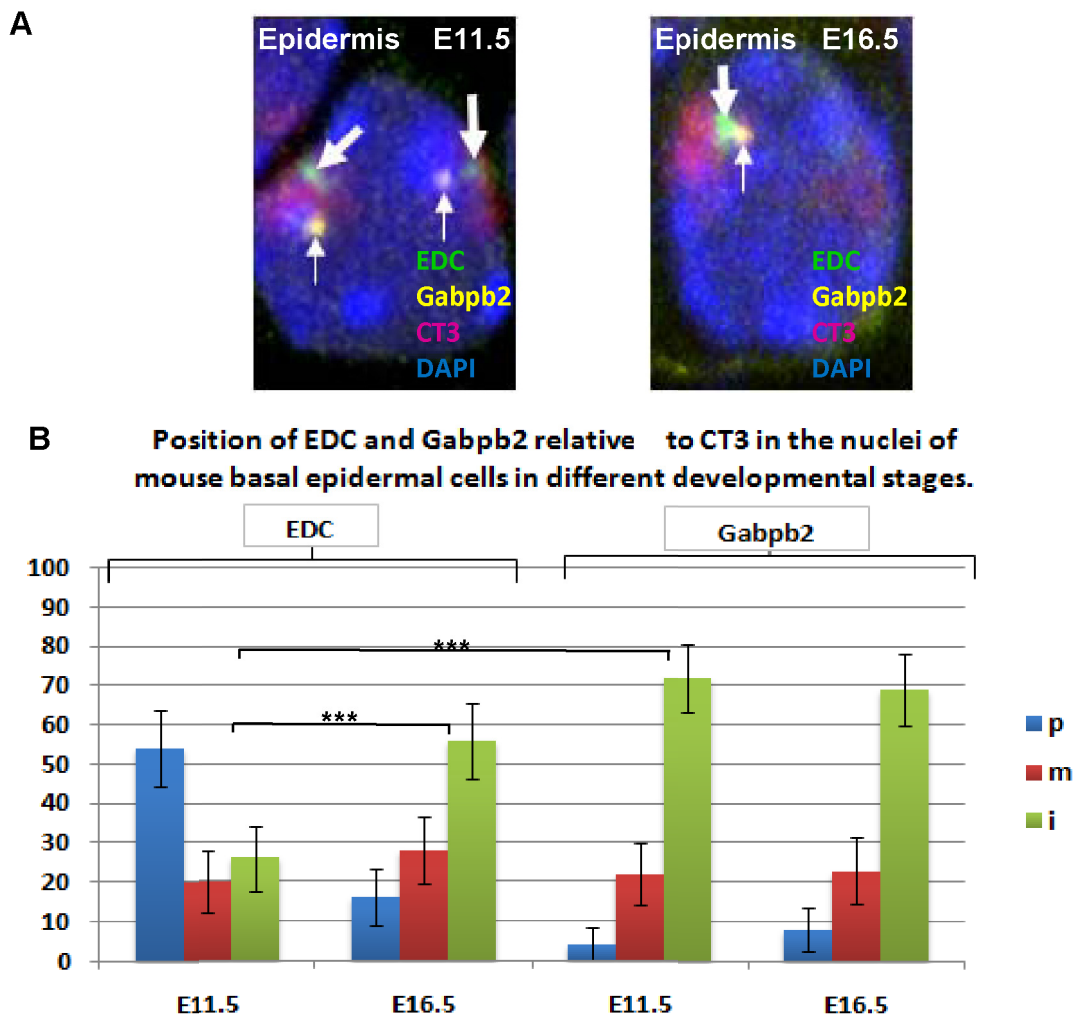 A
Epidermis E11.5
EDC
Gabpb2
CT3
DAPI
Epidermis E16.5
EDC
Gabpb2
CT3
DAPI
B
Position of EDC and Gabpb2 relative to CT3 in the nuclei of
mouse basal epidermal cells in different developmental stages.
EDC
Gabpb2
100
90
80
70
60
50
40
30
20
10
0
***
***
p
m
i
E11.5
E16.5
E11.5
E16.5